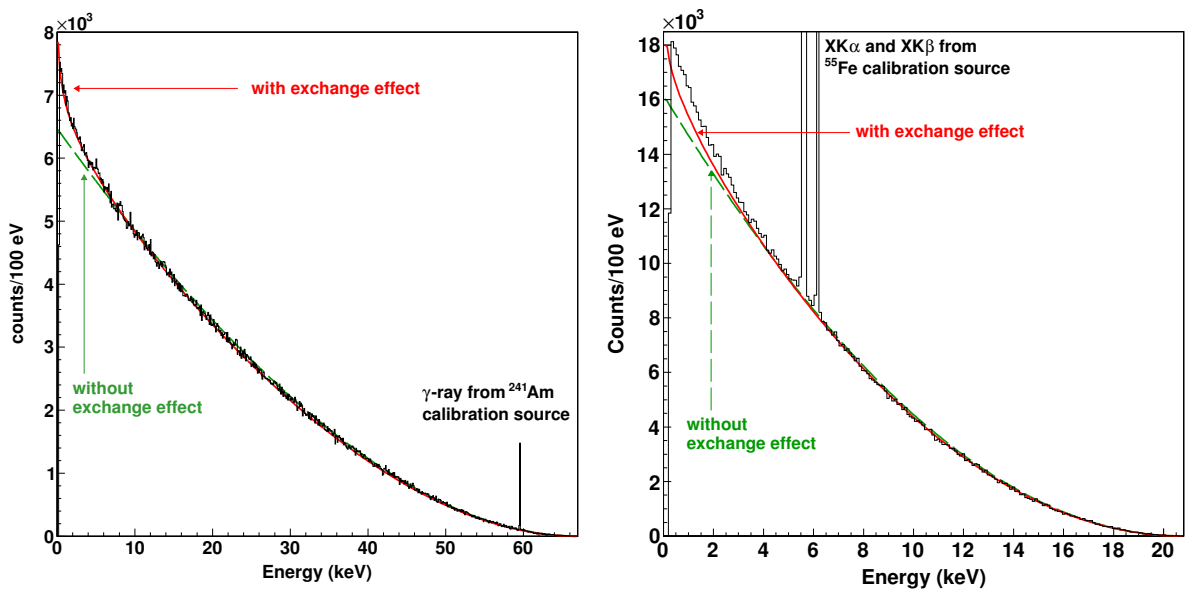 ×10³
8
7
6
5
4
3
2
1
0
counts/100 eV
with exchange effect
without
exchange effect
γ-ray from ²⁴¹Am
calibration source
0 10 20 30 40 50 60
Energy (keV)
×10³
18
16
14
12
10
8
6
4
2
0
Counts/100 eV
XKα and XKβ from
⁵⁵Fe calibration source
with exchange effect
without
exchange effect
0 2 4 6 8 10 12 14 16 18 20
Energy (keV)